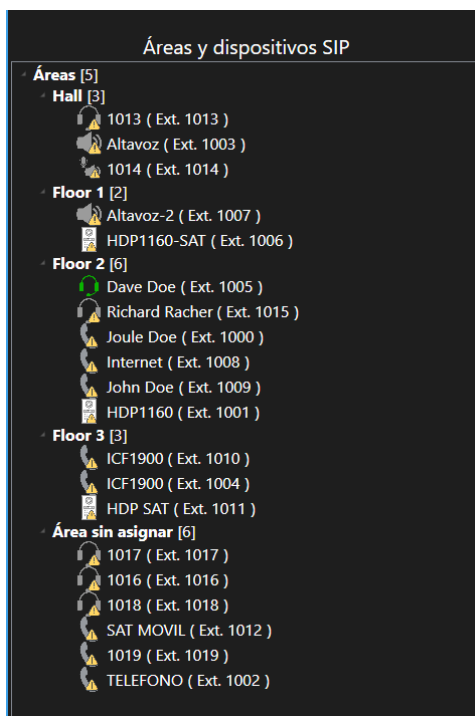 Áreas y dispositivos SIP
Áreas [5]
Hall [3]
1013 ( Ext. 1013 )
Altavoz ( Ext. 1003 )
1014 ( Ext. 1014 )
Floor 1 [2]
Altavoz-2 ( Ext. 1007 )
HDP1160-SAT ( Ext. 1006 )
Floor 2 [6]
Dave Doe ( Ext. 1005 )
Richard Racher ( Ext. 1015 )
Joule Doe ( Ext. 1000 )
Internet ( Ext. 1008 )
John Doe ( Ext. 1009 )
HDP1160 ( Ext. 1001 )
Floor 3 [3]
ICF1900 ( Ext. 1010 )
ICF1900 ( Ext. 1004 )
HDP SAT ( Ext. 1011 )
Área sin asignar [6]
1017 ( Ext. 1017 )
1016 ( Ext. 1016 )
1018 ( Ext. 1018 )
SAT MOVIL ( Ext. 1012 )
1019 ( Ext. 1019 )
TELEFONO ( Ext. 1002 )